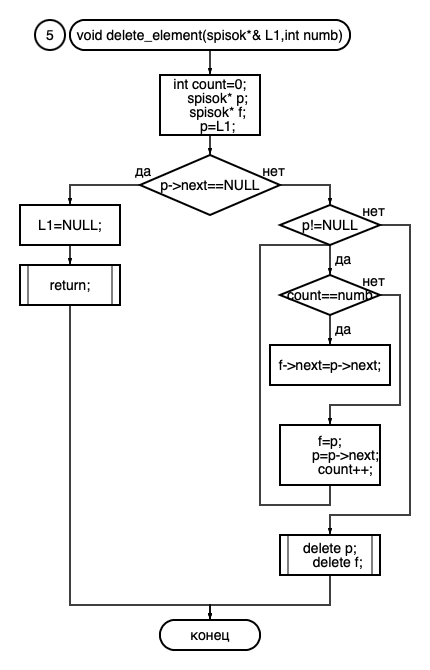 5
void delete_element(spisok*& L1,int numb)
int count=0;
spisok* p;
spisok* f;
p=L1;
да
нет
p->next==NULL
L1=NULL;
return;
нет
p!=NULL
да
нет
count==numb
да
f->next=p->next;
f=p;
p=p->next;
count++;
delete p;
delete f;
конец